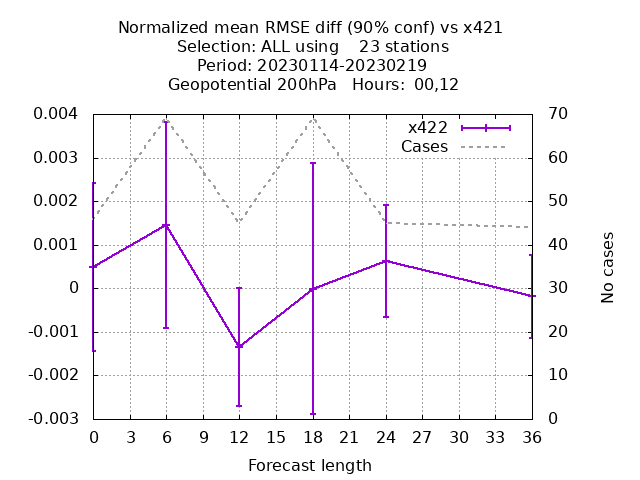 Normalized mean RMSE diff (90% conf) vs x421
Selection: ALL using    23 stations
Period: 20230114-20230219
Geopotential 200hPa   Hours:  00,12
x422
Cases
0.004
0.003
0.002
0.001
0
-0.001
-0.002
-0.003
70
60
50
40
30
20
10
0
No cases
0 3 6 9 12 15 18 21 24 27 30 33 36
Forecast length